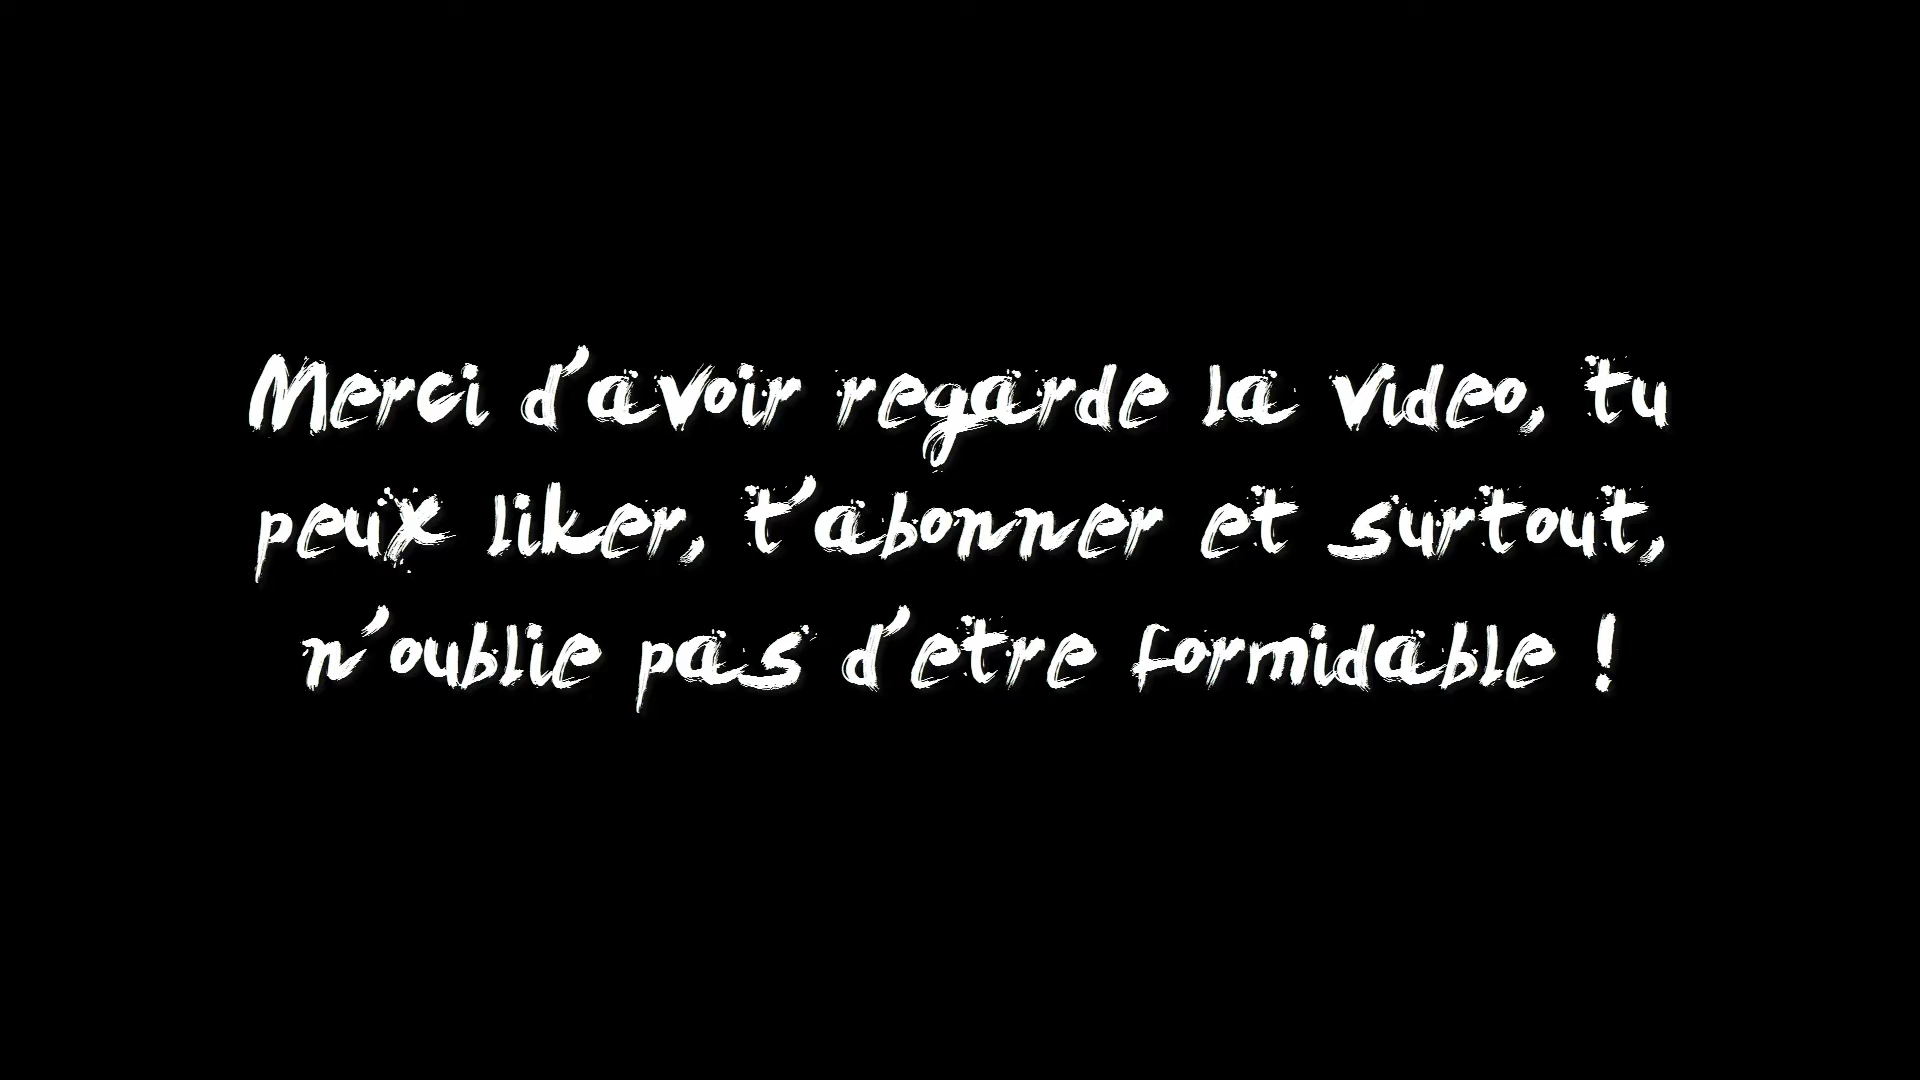 Merci d'avoir regarde la video, tu
peux liker, t'abonner et surtout,
n'oublie pas d'etre formidable !